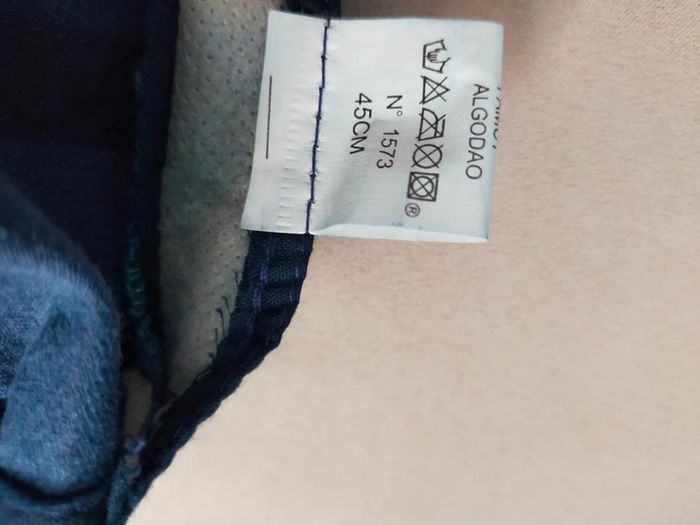 ALGODAO
®
N° 1573
45CM